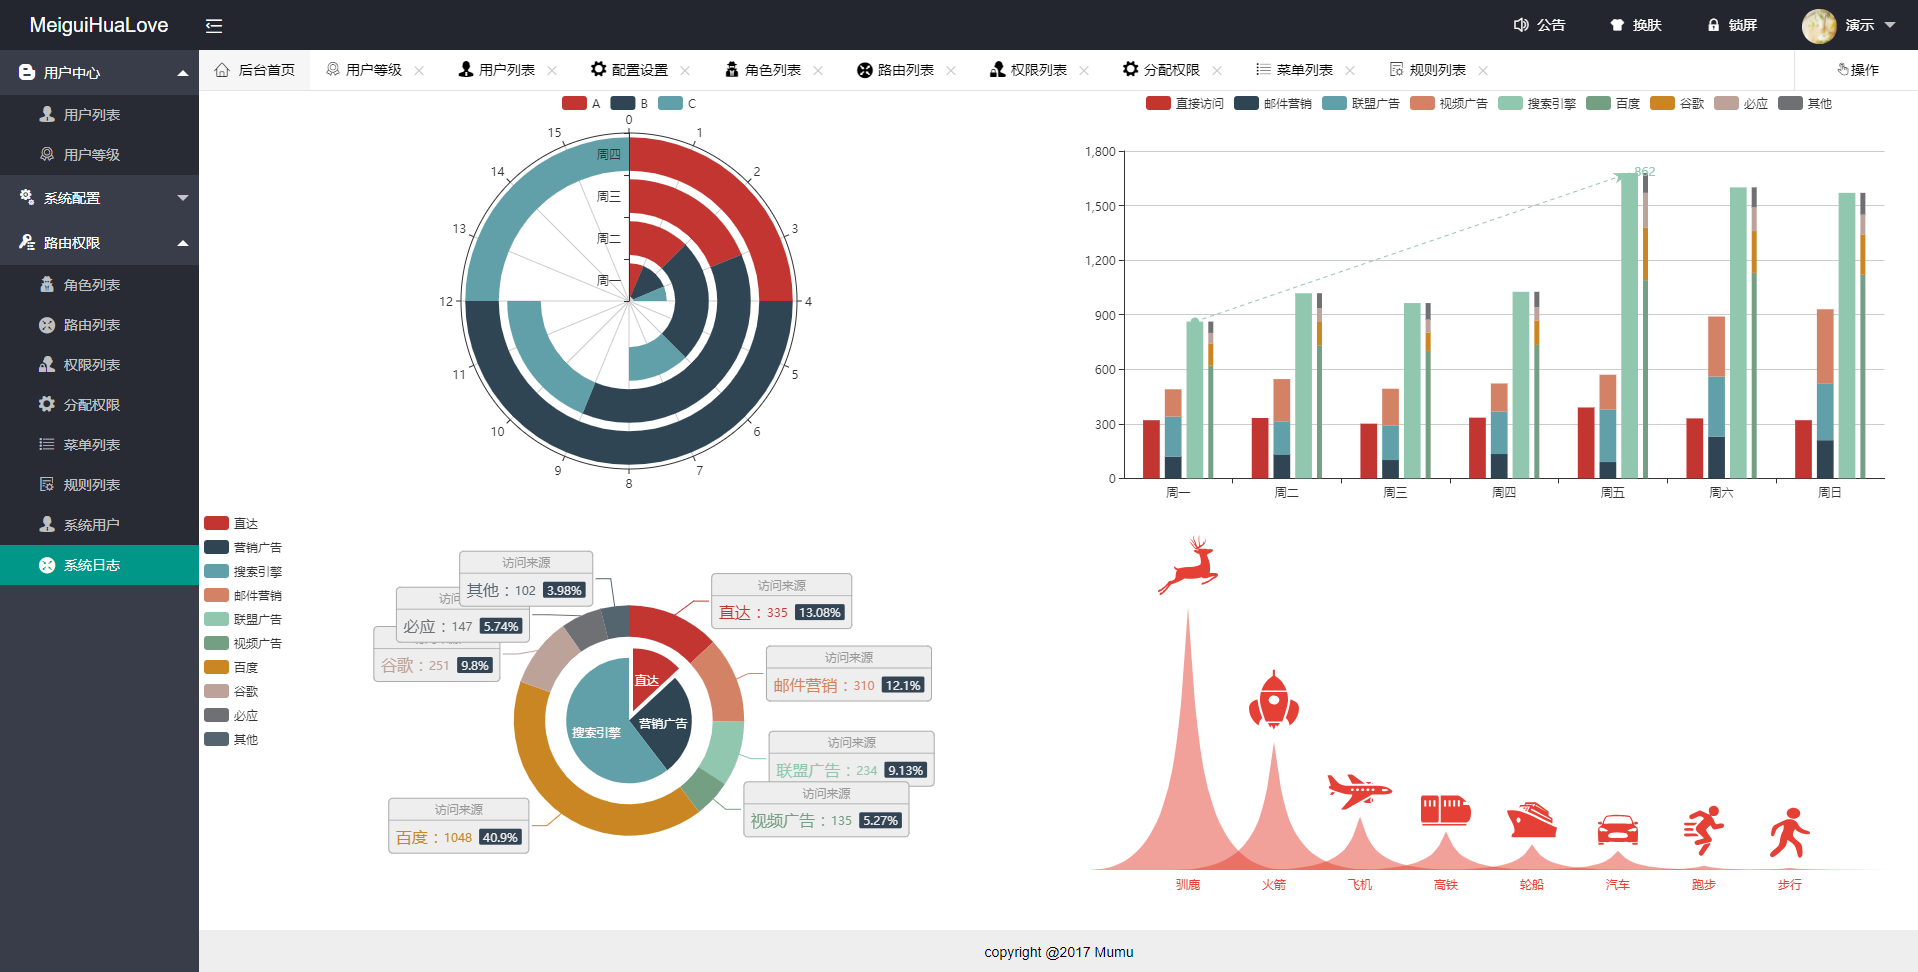 MeiguiHuaLove
公告
换肤
锁屏
演示
用户中心
用户列表
用户等级
系统配置
路由权限
角色列表
路由列表
权限列表
分配权限
菜单列表
规则列表
系统用户
系统日志
后台首页 用户等级 用户列表 配置设置 角色列表 路由列表 权限列表 分配权限 菜单列表 规则列表 操作
A B C
0
1
2
3
4
5
6
7
8
9
10
11
12
13
14
15
周四
周三
周二
周一
直接访问 邮件营销 联盟广告 视频广告 搜索引擎 百度 谷歌 必应 其他
1,800
1,500
1,200
900
600
300
0
862
周一 周二 周三 周四 周五 周六 周日
直达
营销广告
搜索引擎
邮件营销
联盟广告
视频广告
百度
谷歌
必应
其他
访问来源
其他：102 3.98%
访问
必应：147 5.74%
谷歌：251 9.8%
访问来源
百度：1048 40.9%
访问来源
直达：335 13.08%
访问来源
邮件营销：310 12.1%
访问来源
联盟广告：234 9.13%
访问来源
视频广告：135 5.27%
直达
营销广告
搜索引擎
驯鹿 火箭 飞机 高铁 轮船 汽车 跑步 步行
copyright @2017 Mumu